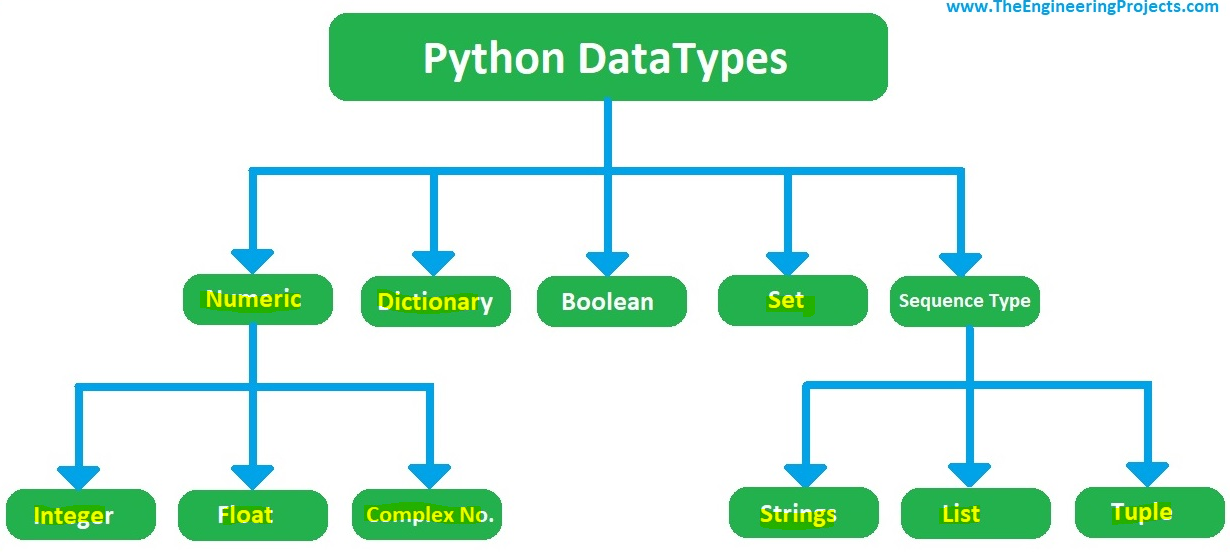 www.TheEngineeringProjects.com
Python DataTypes
Numeric
Dictionary
Boolean
Set
Sequence Type
Integer
Float
Complex No.
Strings
List
Tuple